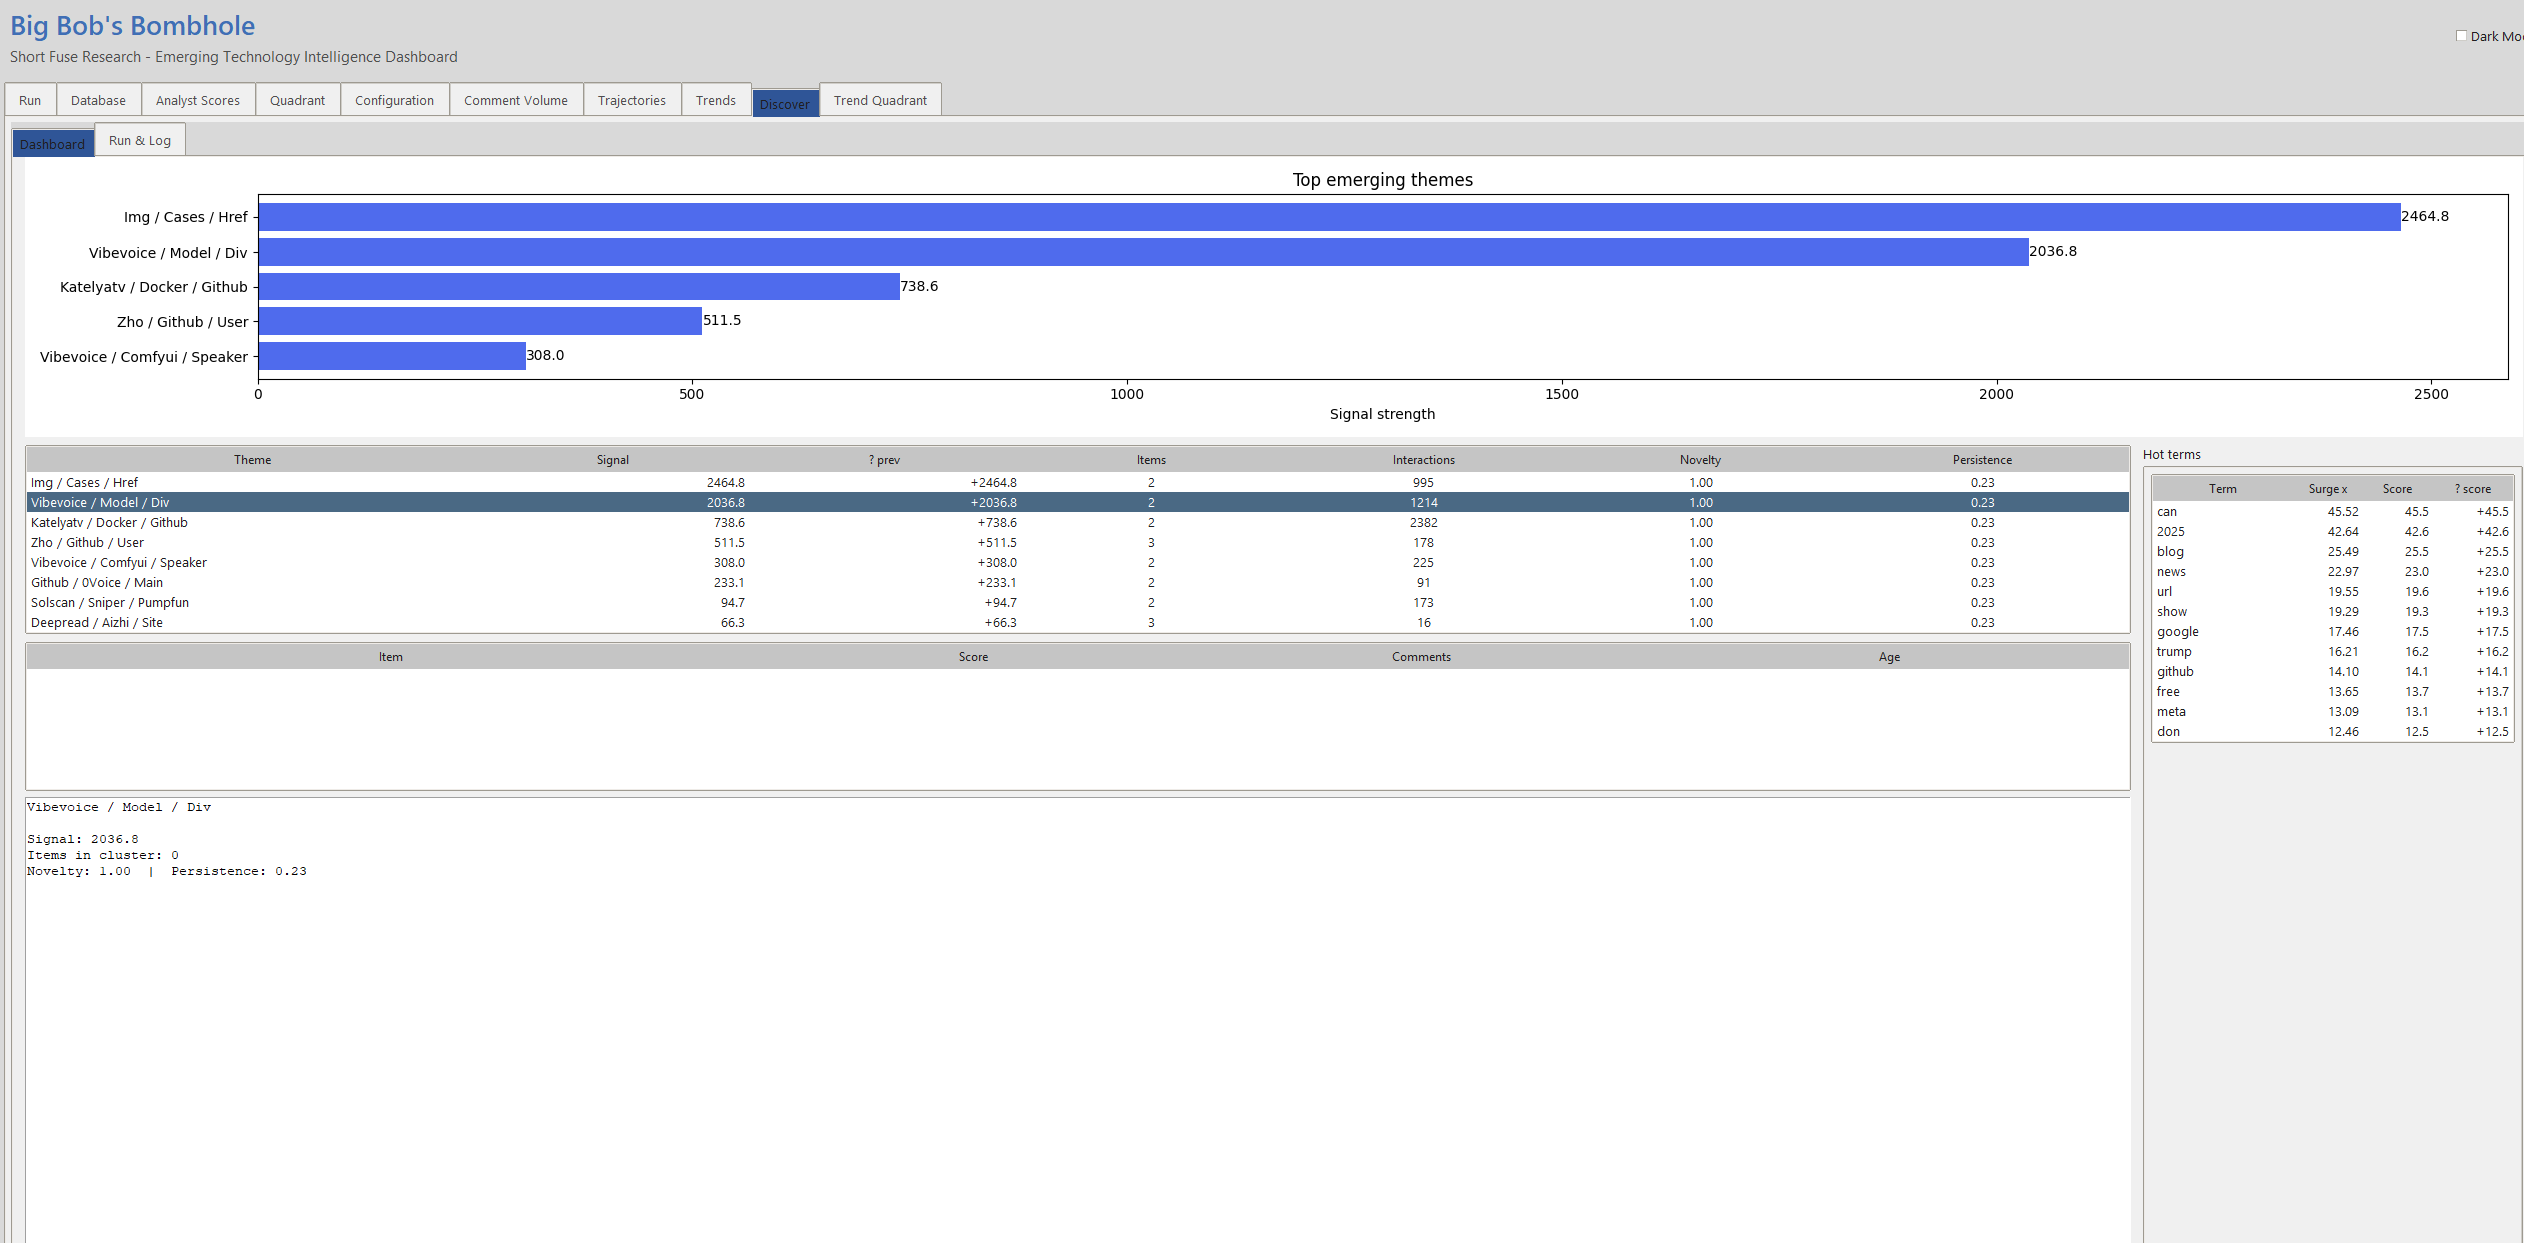 Big Bob's Bombhole
Short Fuse Research - Emerging Technology Intelligence Dashboard
Dark Mo
Run Database Analyst Scores Quadrant Configuration Comment Volume Trajectories Trends Discover Trend Quadrant
Dashboard Run & Log
Top emerging themes
Img / Cases / Href 2464.8
Vibevoice / Model / Div 2036.8
Katelyatv / Docker / Github 738.6
Zho / Github / User 511.5
Vibevoice / Comfyui / Speaker 308.0
0 500 1000 1500 2000 2500
Signal strength
Theme Signal ? prev Items Interactions Novelty Persistence
Img / Cases / Href 2464.8 +2464.8 2 995 1.00 0.23
Vibevoice / Model / Div 2036.8 +2036.8 2 1214 1.00 0.23
Katelyatv / Docker / Github 738.6 +738.6 2 2382 1.00 0.23
Zho / Github / User 511.5 +511.5 3 178 1.00 0.23
Vibevoice / Comfyui / Speaker 308.0 +308.0 2 225 1.00 0.23
Github / 0Voice / Main 233.1 +233.1 2 91 1.00 0.23
Solscan / Sniper / Pumpfun 94.7 +94.7 2 173 1.00 0.23
Deepread / Aizhi / Site 66.3 +66.3 3 16 1.00 0.23
Item Score Comments Age
Vibevoice / Model / Div
Signal: 2036.8
Items in cluster: 0
Novelty: 1.00 | Persistence: 0.23
Hot terms
Term Surge x Score ? score
can 45.52 45.5 +45.5
2025 42.64 42.6 +42.6
blog 25.49 25.5 +25.5
news 22.97 23.0 +23.0
url 19.55 19.6 +19.6
show 19.29 19.3 +19.3
google 17.46 17.5 +17.5
trump 16.21 16.2 +16.2
github 14.10 14.1 +14.1
free 13.65 13.7 +13.7
meta 13.09 13.1 +13.1
don 12.46 12.5 +12.5